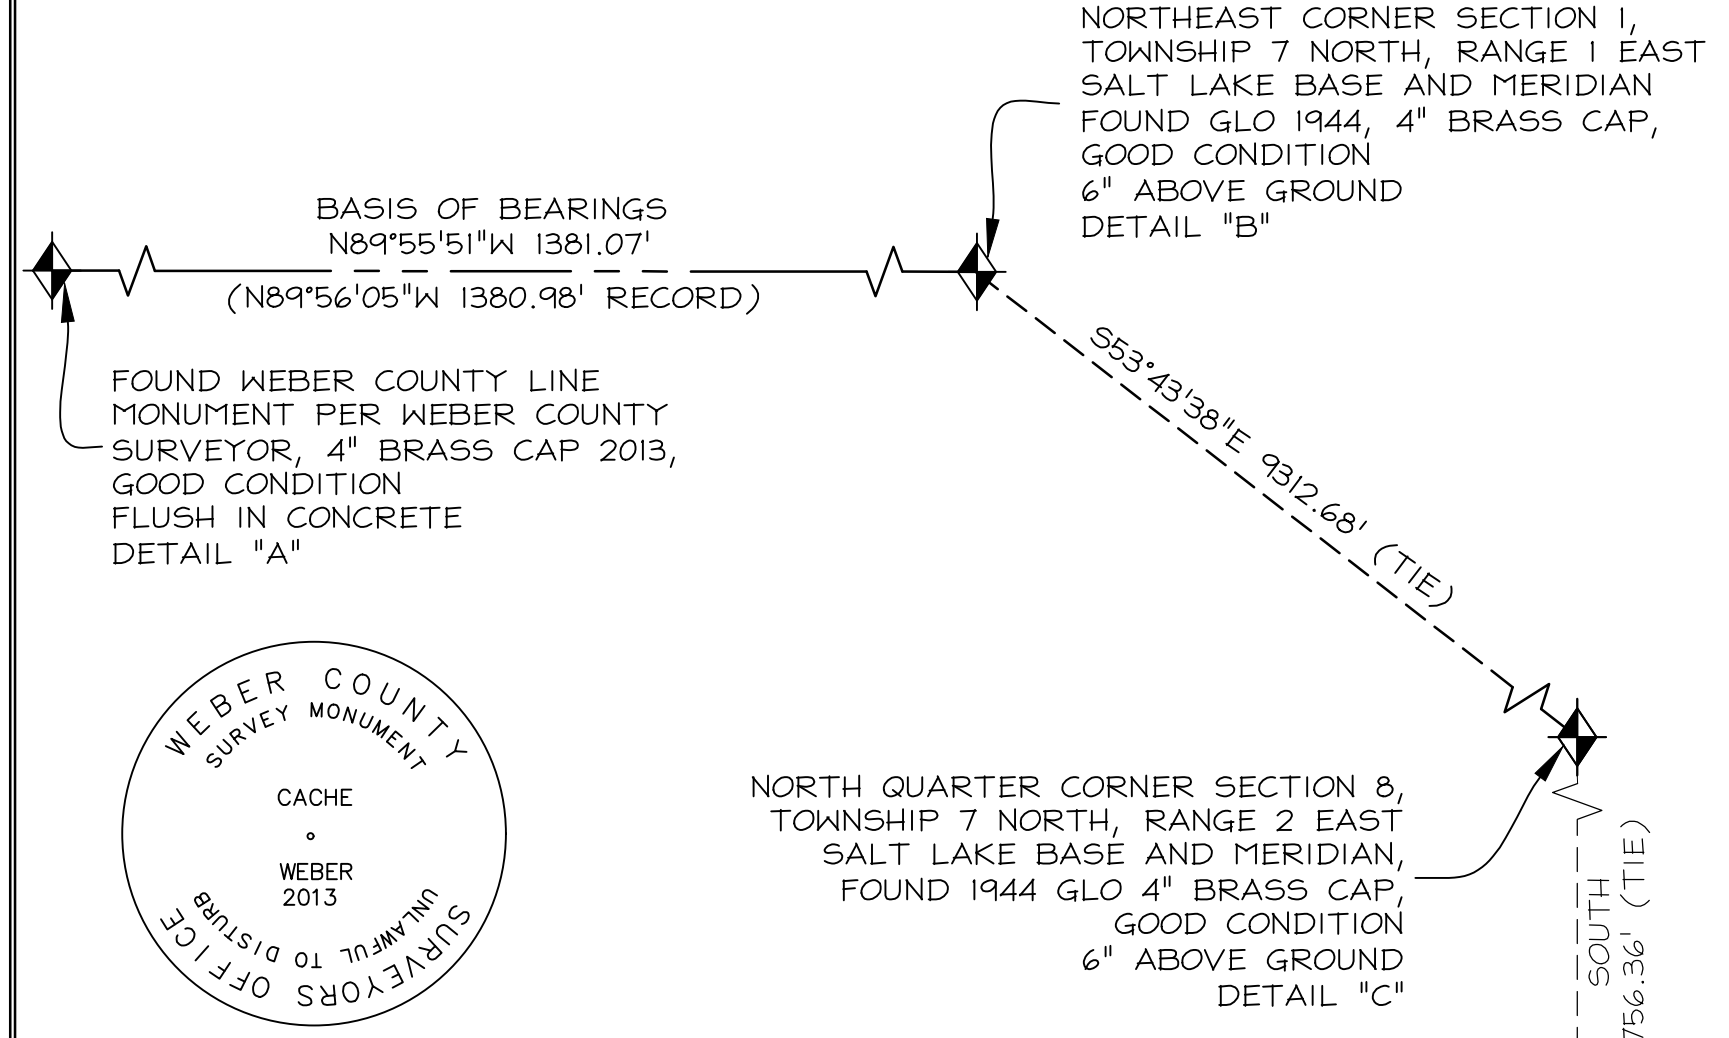 NORTHEAST CORNER SECTION 1,
TOWNSHIP 7 NORTH, RANGE 1 EAST
SALT LAKE BASE AND MERIDIAN
FOUND GLO 1944, 4" BRASS CAP,
GOOD CONDITION
6" ABOVE GROUND
DETAIL "B"
BASIS OF BEARINGS
N89°55'51"W 1381.07'
(N89°56'05"W 1380.98' RECORD)
FOUND WEBER COUNTY LINE
MONUMENT PER WEBER COUNTY
SURVEYOR, 4" BRASS CAP 2013,
GOOD CONDITION
FLUSH IN CONCRETE
DETAIL "A"
S53°43'38"E 9312.68' (TIE)
WEBER COUNTY
SURVEY MONUMENT
CACHE
WEBER
2013
UNLAWFUL TO DISTURB
SURVEYORS OFFICE
NORTH QUARTER CORNER SECTION 8,
TOWNSHIP 7 NORTH, RANGE 2 EAST
SALT LAKE BASE AND MERIDIAN,
FOUND 1944 GLO 4" BRASS CAP,
GOOD CONDITION
6" ABOVE GROUND
DETAIL "C"
SOUTH
756.36' (TIE)